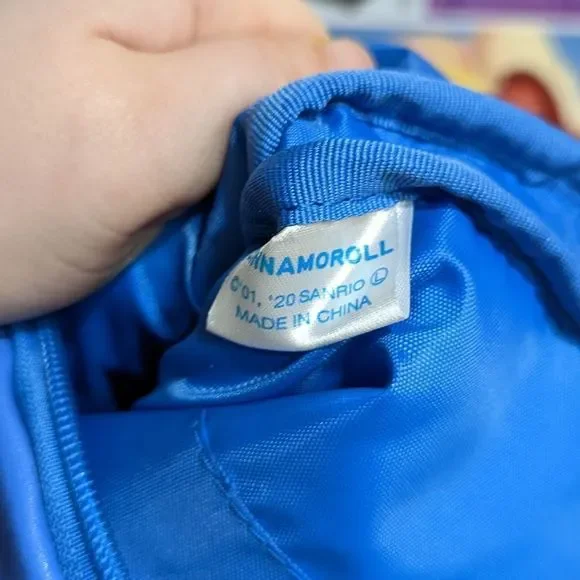 NNAMOROLL
©'01, '20 SANRIO Ⓛ
MADE IN CHINA